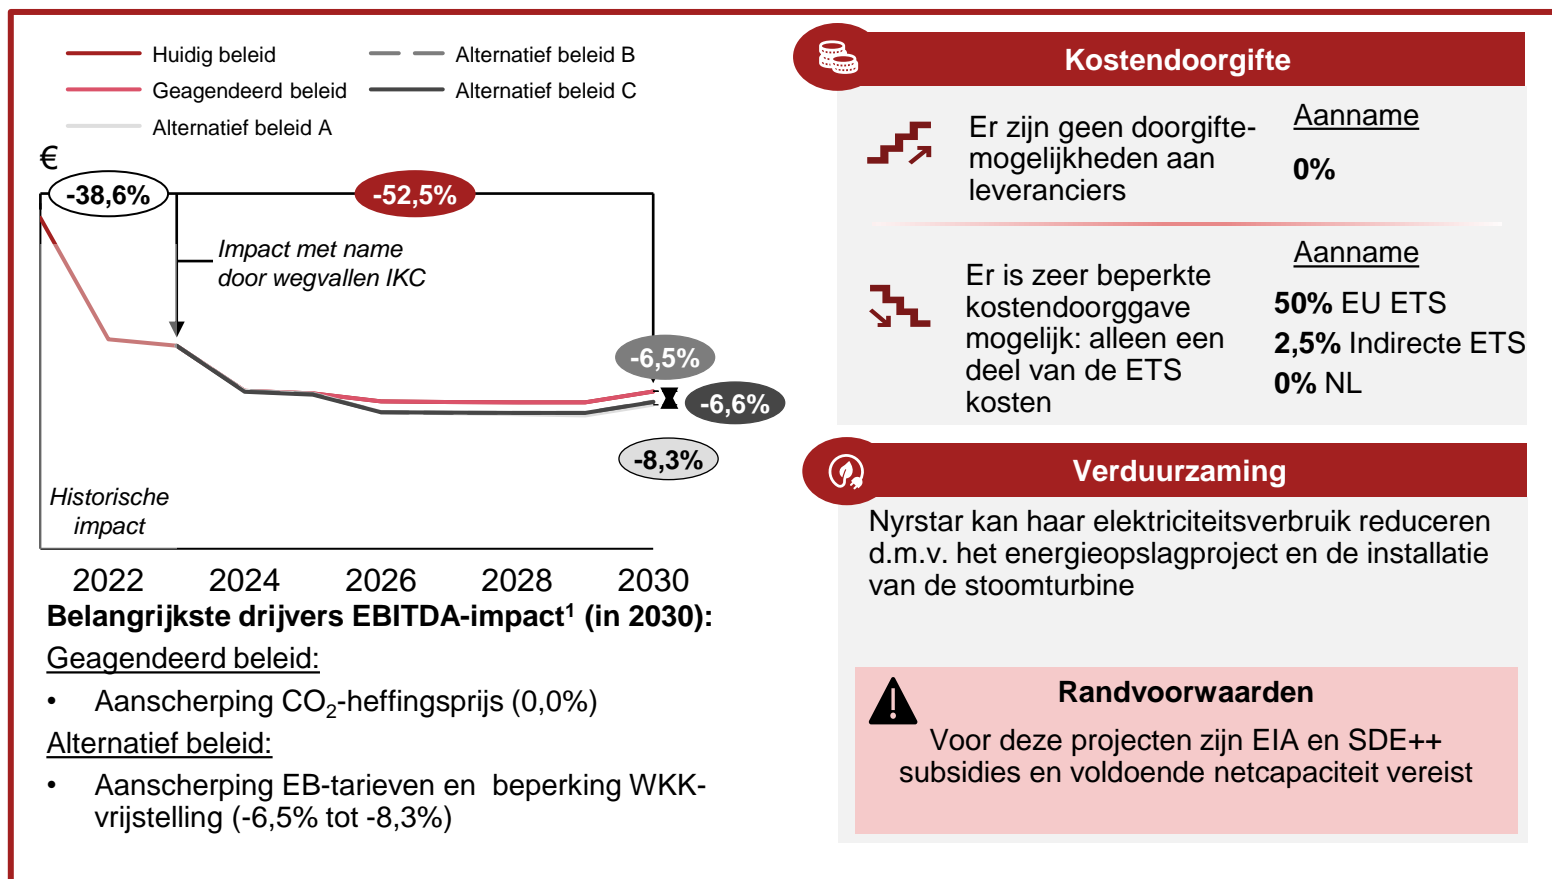 Huidig beleid
Geagendeerd beleid
Alternatief beleid A
Alternatief beleid B
Alternatief beleid C
€
-38,6%
-52,5%
Impact met name
door wegvallen IKC
-6,5%
-6,6%
-8,3%
Historische
impact
2022 2024 2026 2028 2030
Belangrijkste drijvers EBITDA-impact¹ (in 2030):
Geagendeerd beleid:
• Aanscherping CO₂-heffingsprijs (0,0%)
Alternatief beleid:
• Aanscherping EB-tarieven en beperking WKK-
vrijstelling (-6,5% tot -8,3%)
Kostendoorgifte
Er zijn geen doorgifte-
mogelijkheden aan
leveranciers
Aanname
0%
Er is zeer beperkte
kostendoorggave
mogelijk: alleen een
deel van de ETS
kosten
Aanname
50% EU ETS
2,5% Indirecte ETS
0% NL
Verduurzaming
Nyrstar kan haar elektriciteitsverbruik reduceren
d.m.v. het energieopslagproject en de installatie
van de stoomturbine
Randvoorwaarden
Voor deze projecten zijn EIA en SDE++
subsidies en voldoende netcapaciteit vereist